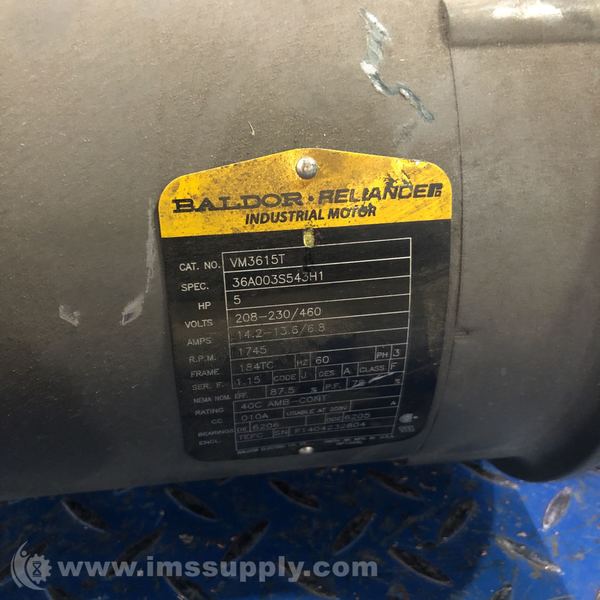 BALDOR • RELIANCER
INDUSTRIAL MOTOR
CAT. NO. VM3615T
SPEC. 36A003S543H1
HP 5
VOLTS 208-230/460
AMPS 14.2-13.6/6.8
R.P.M. 1745
FRAME 184TC HZ 60 PH 3
SER. F. 1.15 CODE J DES A CLASS F
NEMA NOM. EFF. 87.5 % P.F. %
RATING 40C AMB-CONT
CC 010A USABLE AT 208V A
BEARINGS DE 6206 ODE 6205
ENCL TEFC SN F1404232804
www.imssupply.com